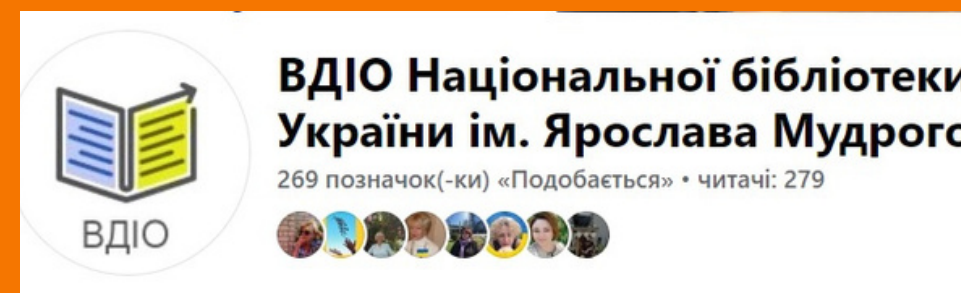 ВДІО Національної бібліотеки
України ім. Ярослава Мудрого
269 позначок(-ки) «Подобається» • читачі: 279
ВДІО